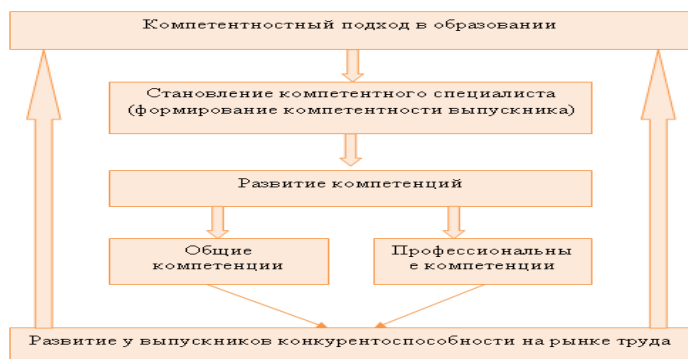 Компетентностный подход в образовании
Становление компетентного специалиста
(формирование компетентности выпускника)
Развитие компетенций
Общие
компетенции
Профессиональны
е компетенции
Развитие у выпускников конкурентоспособности на рынке труда